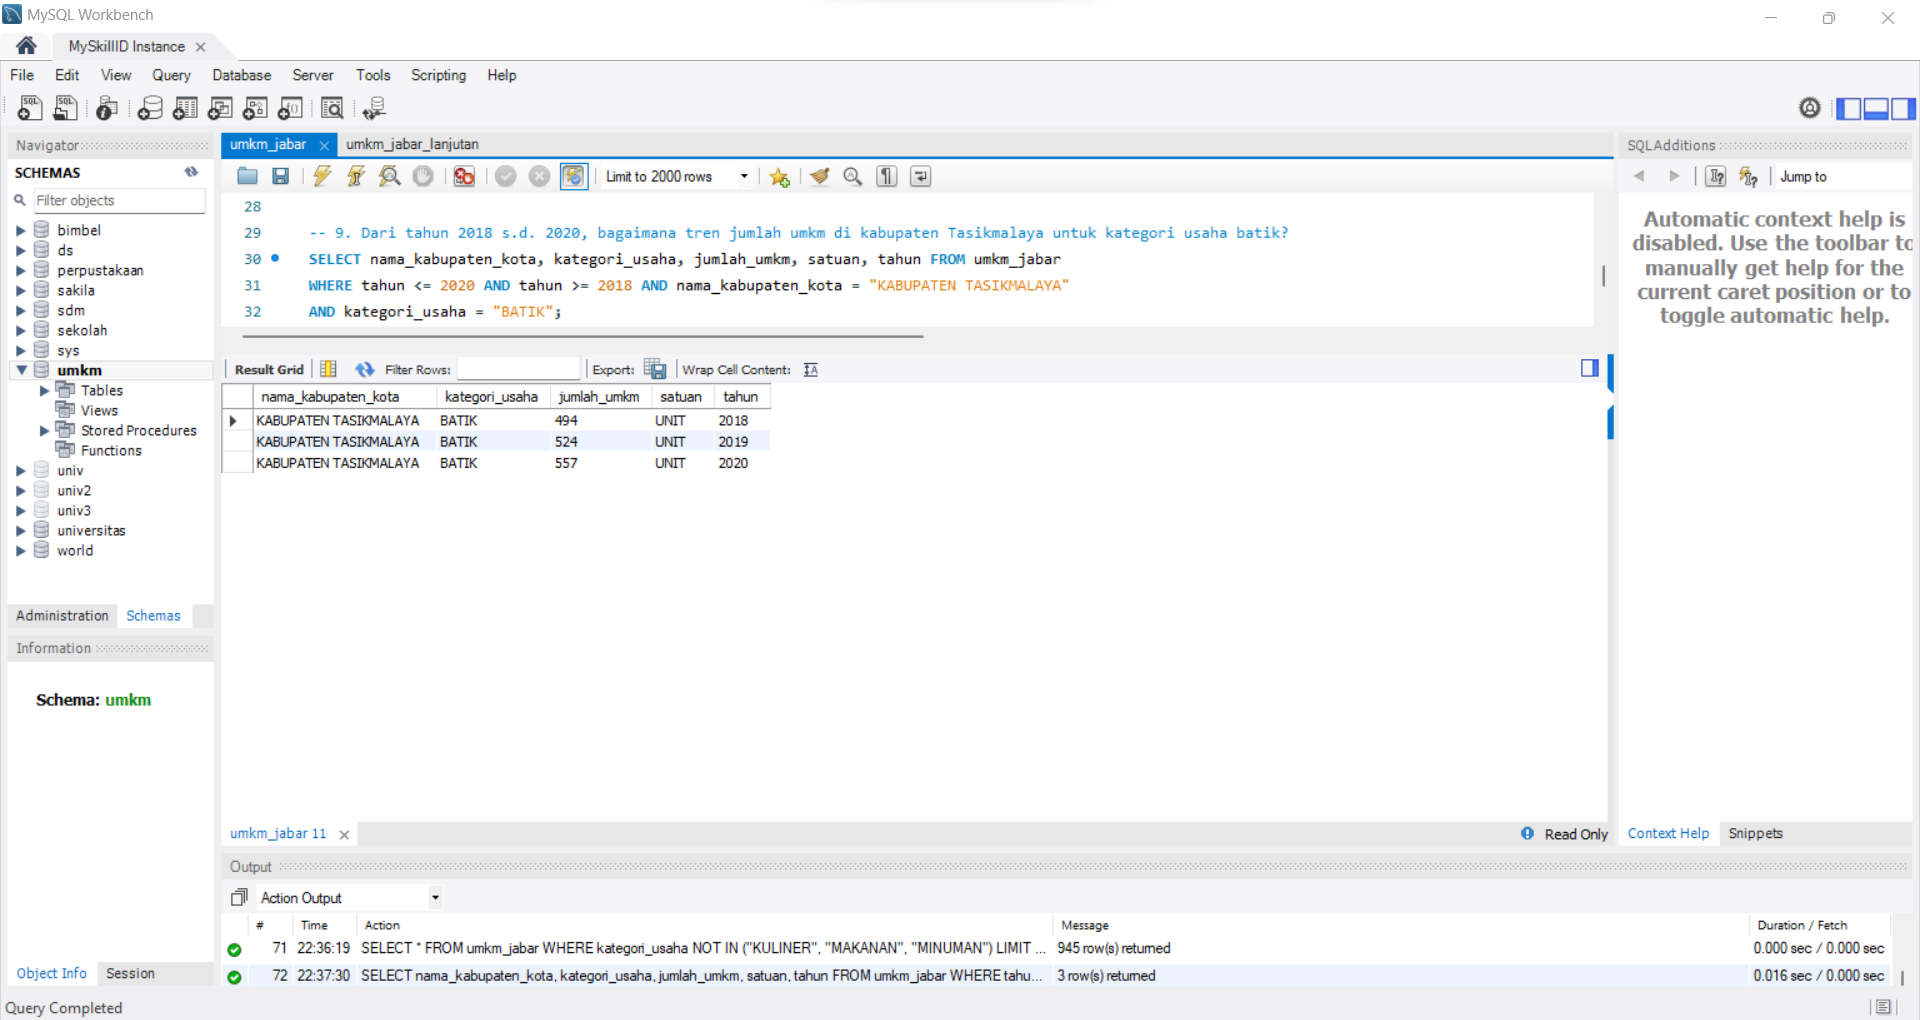 MySQL Workbench
MySkillID Instance
File Edit View Query Database Server Tools Scripting Help
Navigator
SCHEMAS
Filter objects
bimbel
ds
perpustakaan
sakila
sdm
sekolah
sys
umkm
Tables
Views
Stored Procedures
Functions
univ
univ2
univ3
universitas
world
Administration Schemas
Information
Schema: umkm
Object Info Session
umkm_jabar umkm_jabar_lanjutan
Limit to 2000 rows
28
29 -- 9. Dari tahun 2018 s.d. 2020, bagaimana tren jumlah umkm di kabupaten Tasikmalaya untuk kategori usaha batik?
30 SELECT nama_kabupaten_kota, kategori_usaha, jumlah_umkm, satuan, tahun FROM umkm_jabar
31 WHERE tahun <= 2020 AND tahun >= 2018 AND nama_kabupaten_kota = "KABUPATEN TASIKMALAYA"
32 AND kategori_usaha = "BATIK";
Result Grid Filter Rows: Export: Wrap Cell Content:
nama_kabupaten_kota kategori_usaha jumlah_umkm satuan tahun
KABUPATEN TASIKMALAYA BATIK 494 UNIT 2018
KABUPATEN TASIKMALAYA BATIK 524 UNIT 2019
KABUPATEN TASIKMALAYA BATIK 557 UNIT 2020
umkm_jabar 11 Read Only
SQLAdditions
Jump to
Automatic context help is
disabled. Use the toolbar to
manually get help for the
current caret position or to
toggle automatic help.
Context Help Snippets
Output
Action Output
# Time Action Message Duration / Fetch
71 22:36:19 SELECT * FROM umkm_jabar WHERE kategori_usaha NOT IN ("KULINER", "MAKANAN", "MINUMAN") LIMIT ... 945 row(s) returned 0.000 sec / 0.000 sec
72 22:37:30 SELECT nama_kabupaten_kota, kategori_usaha, jumlah_umkm, satuan, tahun FROM umkm_jabar WHERE tahu... 3 row(s) returned 0.016 sec / 0.000 sec
Query Completed